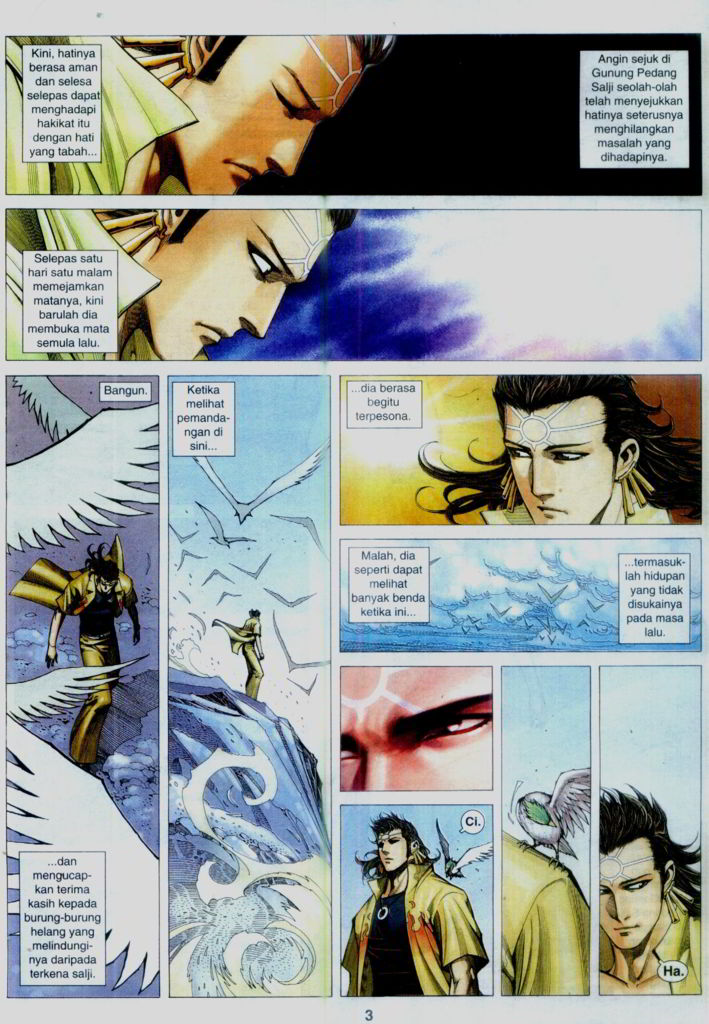 Kini, hatinya
berasa aman
dan selesa
selepas dapat
menghadapi
hakikat itu
dengan hati
yang tabah...
Angin sejuk di
Gunung Pedang
Salji seolah-olah
telah menyejukkan
hatinya seterusnya
menghilangkan
masalah yang
dihadapinya.
Selepas satu
hari satu malam
memejamkan
matanya, kini
barulah dia
membuka mata
semula lalu.
Bangun.
...dan
mengucap-
kan terima
kasih kepada
burung-burung
helang yang
melindungi-
nya daripada
terkena salji.
Ketika
melihat
pemanda-
ngan di
sini...
...dia berasa
begitu
terpesona.
Malah, dia
seperti dapat
melihat
banyak benda
ketika ini...
...termasuk-
lah hidupan
yang tidak
disukainya
pada masa
lalu.
Ci.
Ha.
3